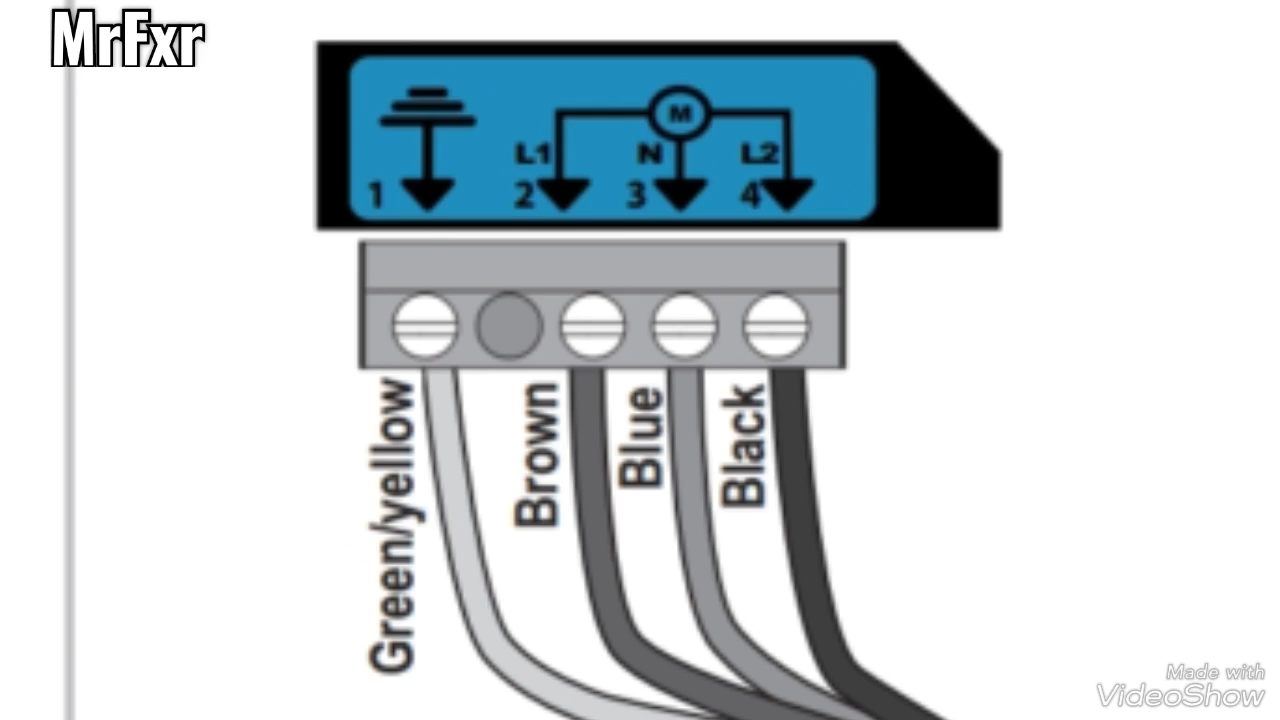 MrFxr
M
L1 N L2
1 2 3 4
Green/yellow
Brown
Blue
Black
Made with
VideoShow